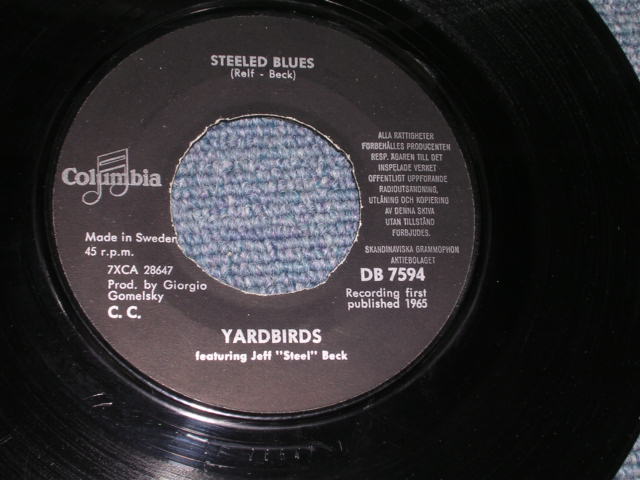 STEELED BLUES
(Relf - Beck)
Columbia
Made in Sweden
45 r.p.m.
7XCA 28647
Prod. by Giorgio
Gomelsky
C. C.
ALLA RÄTTIGHETER
FÖRBEHÅLLES PRODUCENTEN
RESP. ÄGAREN TILL DET
INSPELADE VERKET
OFFENTLIGT UPPFÖRANDE
RADIOUTSÄNDNING,
UTLÅNING OCH KOPIERING
AV DENNA SKIVA
UTAN TILLSTÅND
FÖRBJUDES.
SKANDINAVISKA GRAMMOPHON
AKTIEBOLAGET
DB 7594
Recording first
published 1965
YARDBIRDS
featuring Jeff "Steel" Beck